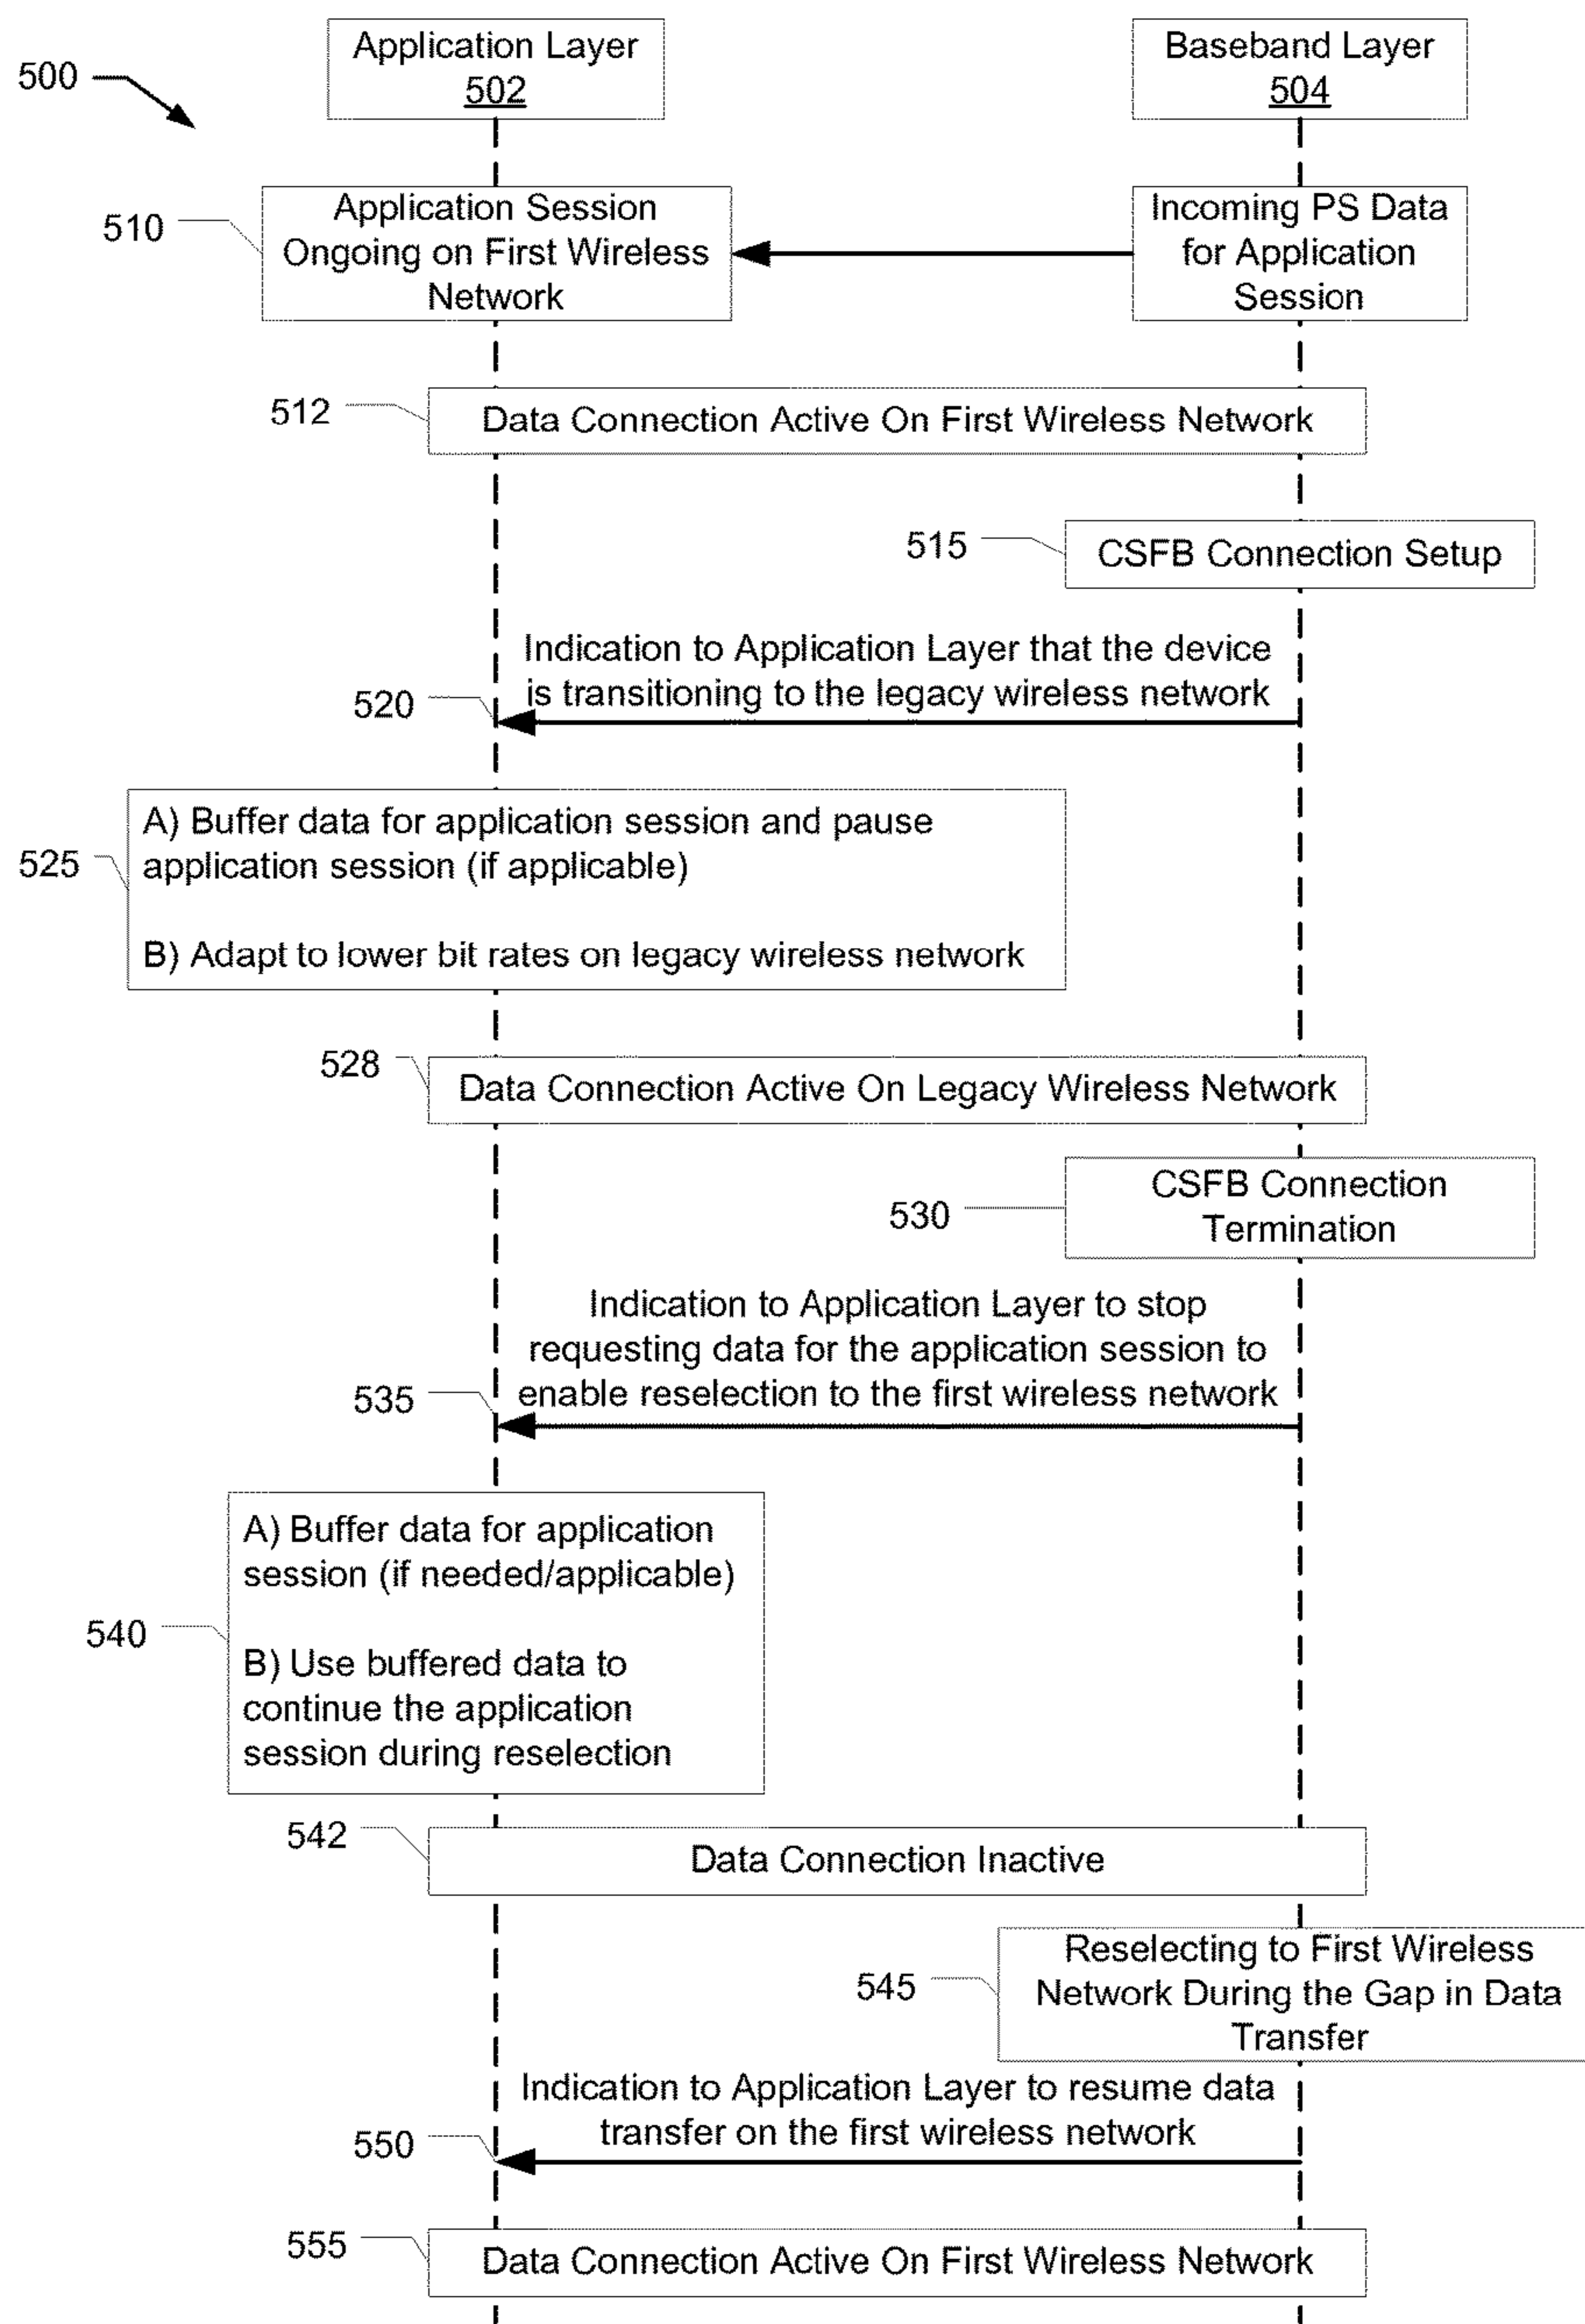 Application Layer
502
Baseband Layer
504
500
510
Application Session
Ongoing on First Wireless
Network
Incoming PS Data
for Application
Session
512
Data Connection Active On First Wireless Network
515
CSFB Connection Setup
Indication to Application Layer that the device
is transitioning to the legacy wireless network
520
525
A) Buffer data for application session and pause
application session (if applicable)
B) Adapt to lower bit rates on legacy wireless network
528
Data Connection Active On Legacy Wireless Network
530
CSFB Connection
Termination
Indication to Application Layer to stop
requesting data for the application session to
enable reselection to the first wireless network
535
540
A) Buffer data for application
session (if needed/applicable)
B) Use buffered data to
continue the application
session during reselection
542
Data Connection Inactive
545
Reselecting to First Wireless
Network During the Gap in Data
Transfer
Indication to Application Layer to resume data
transfer on the first wireless network
550
555
Data Connection Active On First Wireless Network